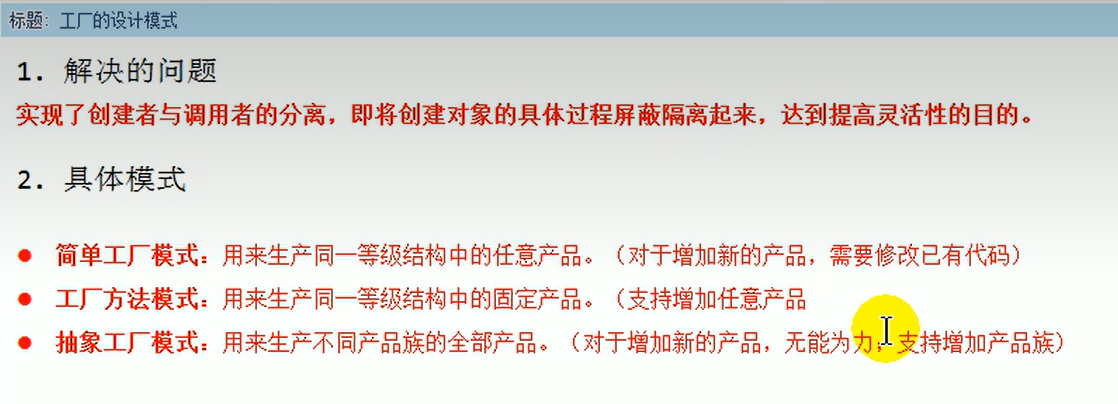 标题: 工厂的设计模式
1. 解决的问题
实现了创建者与调用者的分离，即将创建对象的具体过程屏蔽隔离起来，达到提高灵活性的目的。
2. 具体模式
● 简单工厂模式：用来生产同一等级结构中的任意产品。（对于增加新的产品，需要修改已有代码）
● 工厂方法模式：用来生产同一等级结构中的固定产品。（支持增加任意产品
● 抽象工厂模式：用来生产不同产品族的全部产品。（对于增加新的产品，无能为力；支持增加产品族）